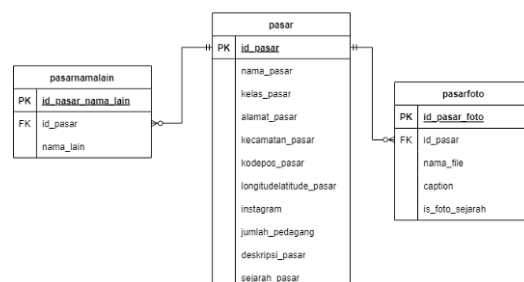 pasar
PK id_pasar
nama_pasar
kelas_pasar
alamat_pasar
kecamatan_pasar
kodepos_pasar
longitudelatitude_pasar
instagram
jumlah_pedagang
deskripsi_pasar
sejarah_pasar
pasarnamalain
PK id_pasar_nama_lain
FK id_pasar
nama_lain
pasarfoto
PK id_pasar_foto
FK id_pasar
nama_file
caption
is_foto_sejarah